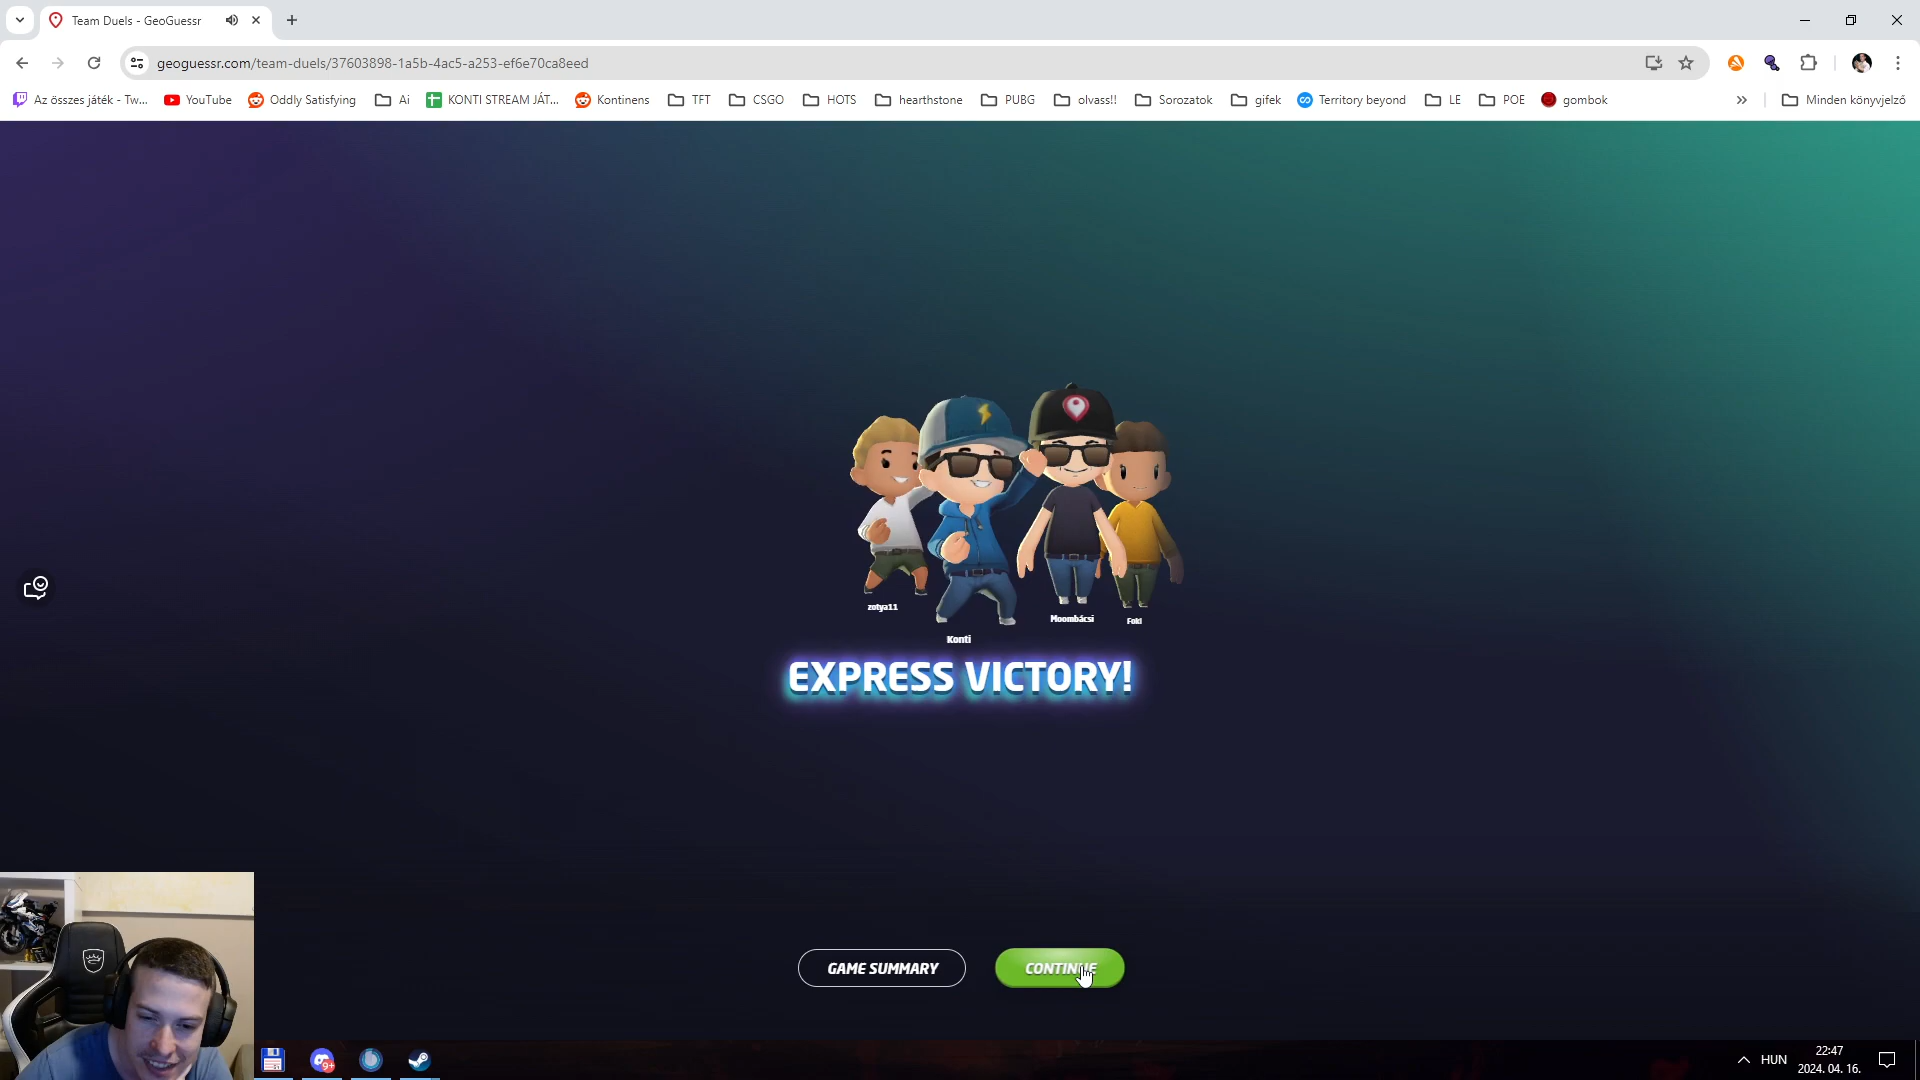 Team Duels - GeoGuessr
geoguessr.com/team-duels/37603898-1a5b-4ac5-a253-ef6e70ca8eed
Az összes játék - Tw...
YouTube
Oddly Satisfying
Ai
KONTI STREAM JÁT...
Kontinens
TFT
CSGO
HOTS
hearthstone
PUBG
olvass!!
Sorozatok
gifek
Territory beyond
LE
POE
gombok
Minden könyvjelző
zotya11
Konti
Moombácsi
Foki
EXPRESS VICTORY!
GAME SUMMARY
CONTINUE
9+
HUN
22:47
2024. 04. 16.